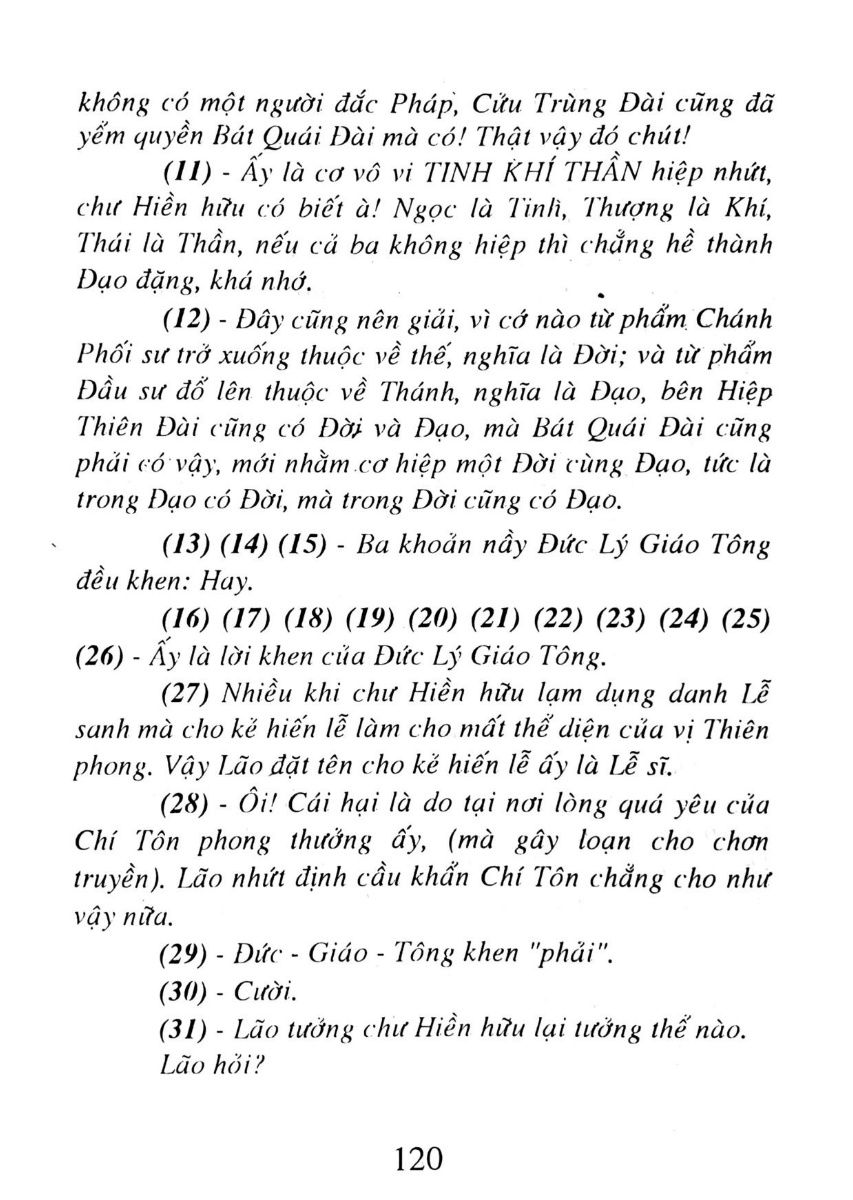 không có một người đắc Pháp, Cửu Trùng Đài cũng đã
yểm quyền Bát Quái Đài mà có! Thật vậy đó chút!
(11) - Ấy là cơ vô vi TINH KHÍ THẦN hiệp nhứt,
chư Hiền hữu có biết à! Ngọc là Tinh, Thượng là Khí,
Thái là Thần, nếu cả ba không hiệp thì chẳng hề thành
Đạo đặng, khá nhớ.
(12) - Đây cũng nên giải, vì cớ nào từ phẩm Chánh
Phối sư trở xuống thuộc về thế, nghĩa là Đời; và từ phẩm
Đầu sư đổ lên thuộc về Thánh, nghĩa là Đạo, bên Hiệp
Thiên Đài cũng có Đời và Đạo, mà Bát Quái Đài cũng
phải có vậy, mới nhằm cơ hiệp một Đời cùng Đạo, tức là
trong Đạo có Đời, mà trong Đời cũng có Đạo.
(13) (14) (15) - Ba khoản nầy Đức Lý Giáo Tông
đều khen: Hay.
(16) (17) (18) (19) (20) (21) (22) (23) (24) (25)
(26) - Ấy là lời khen của Đức Lý Giáo Tông.
(27) Nhiều khi chư Hiền hữu lạm dụng danh Lễ
sanh mà cho kẻ hiến lễ làm cho mất thể diện của vị Thiên
phong. Vậy Lão đặt tên cho kẻ hiến lễ ấy là Lễ sĩ.
(28) - Ôi! Cái hại là do tại nơi lòng quá yêu của
Chí Tôn phong thưởng ấy, (mà gây loạn cho chơn
truyền). Lão nhứt định cầu khẩn Chí Tôn chẳng cho như
vậy nữa.
(29) - Đức - Giáo - Tông khen "phải".
(30) - Cười.
(31) - Lão tưởng chư Hiền hữu lại tưởng thể nào.
Lão hỏi?
120